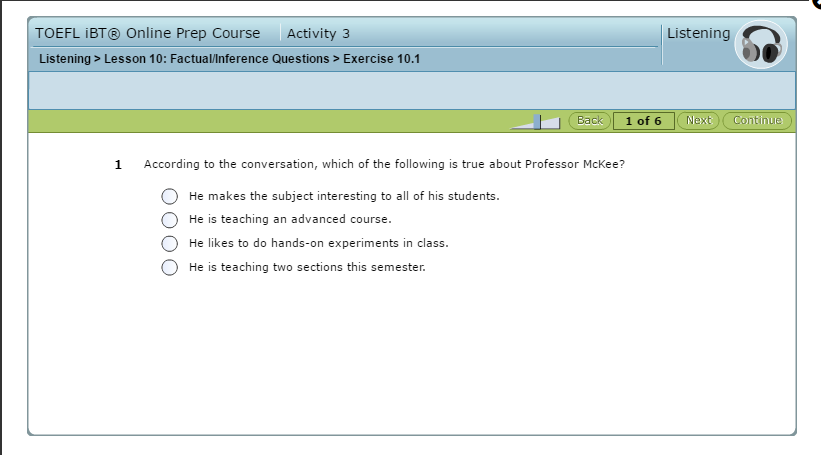 TOEFL iBT® Online Prep Course Activity 3 Listening
Listening > Lesson 10: Factual/Inference Questions > Exercise 10.1
Back 1 of 6 Next Continue
1 According to the conversation, which of the following is true about Professor McKee?
He makes the subject interesting to all of his students.
He is teaching an advanced course.
He likes to do hands-on experiments in class.
He is teaching two sections this semester.